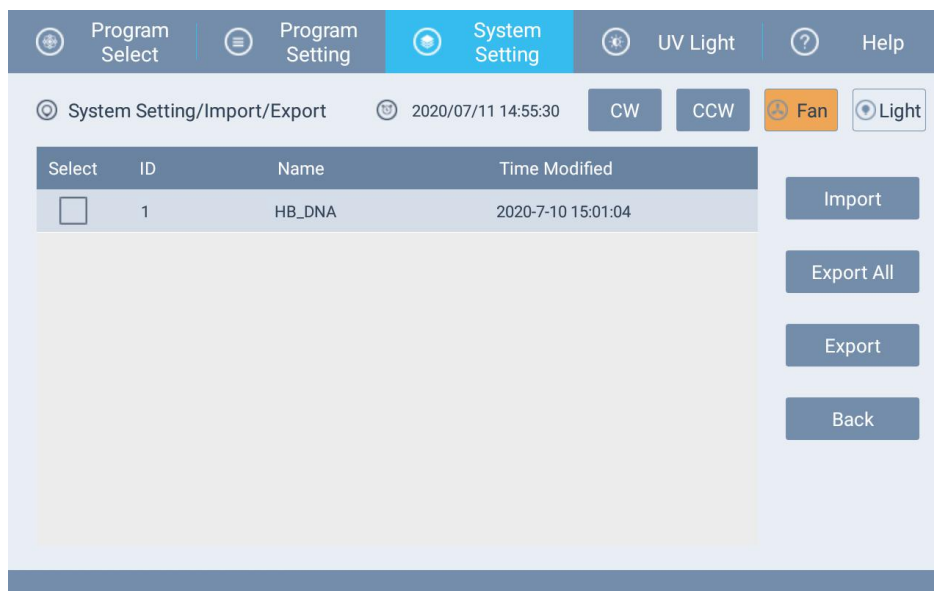 Program
Select
Program
Setting
System
Setting
UV Light
Help
System Setting/Import/Export
2020/07/11 14:55:30
CW
CCW
Fan
Light
Select ID Name Time Modified
1 HB_DNA 2020-7-10 15:01:04
Import
Export All
Export
Back